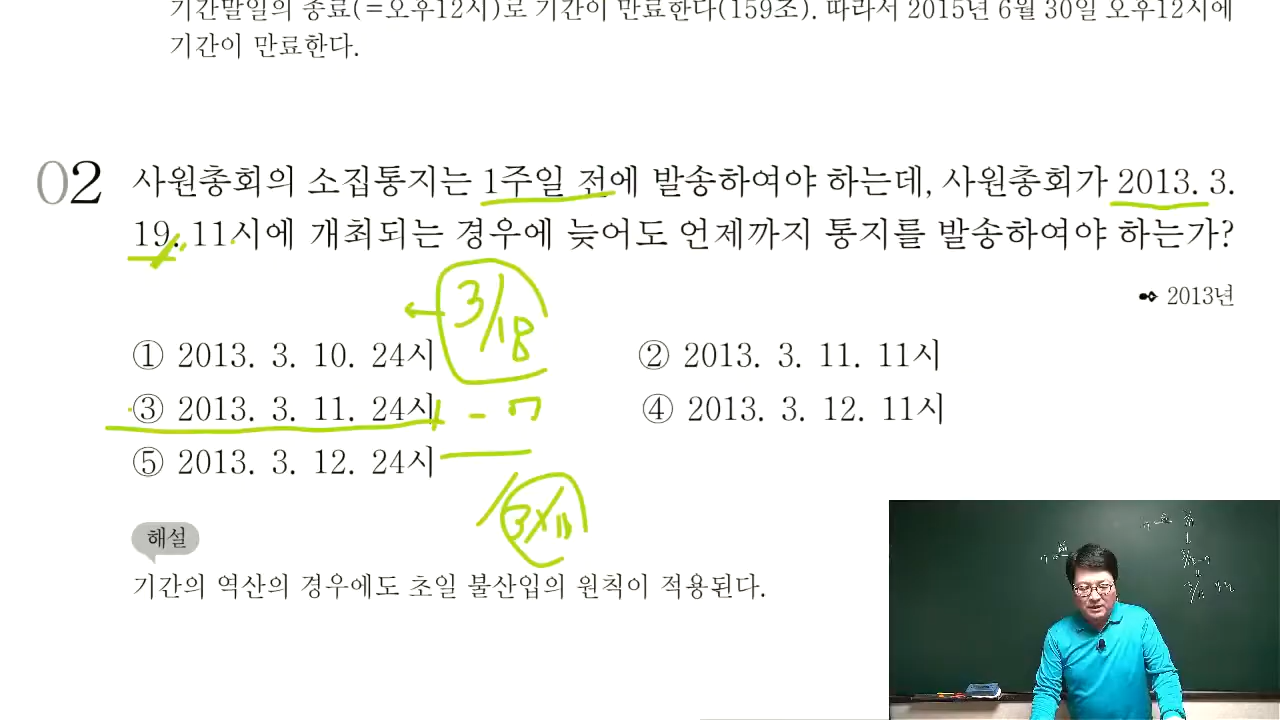 기간말일의 종료(=오후12시)로 기간이 만료한다(159조). 따라서 2015년 6월 30일 오후12시에
기간이 만료한다.
02 사원총회의 소집통지는 1주일 전에 발송하여야 하는데, 사원총회가 2013. 3.
19. 11시에 개최되는 경우에 늦어도 언제까지 통지를 발송하여야 하는가?
2013년
3/18
① 2013. 3. 10. 24시 ② 2013. 3. 11. 11시
③ 2013. 3. 11. 24시 ④ 2013. 3. 12. 11시
- 7
⑤ 2013. 3. 12. 24시
해설
기간의 역산의 경우에도 초일 불산입의 원칙이 적용된다.